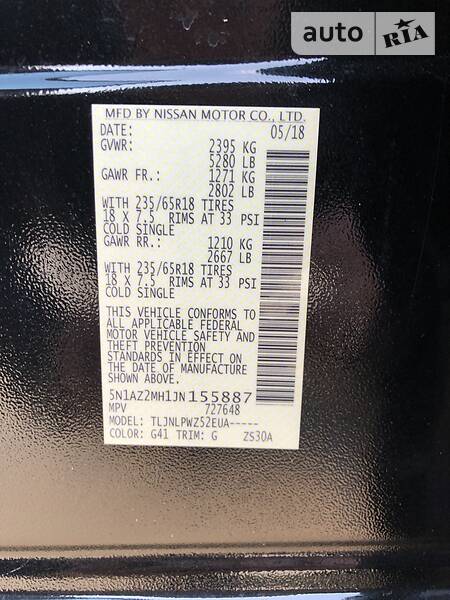 auto RIA
MFD BY NISSAN MOTOR CO., LTD.
DATE: 05/18
GVWR: 2395 KG
5280 LB
GAWR FR.: 1271 KG
2802 LB
WITH 235/65R18 TIRES
18 X 7.5 RIMS AT 33 PSI
COLD SINGLE
GAWR RR.: 1210 KG
2667 LB
WITH 235/65R18 TIRES
18 X 7.5 RIMS AT 33 PSI
COLD SINGLE
THIS VEHICLE CONFORMS TO
ALL APPLICABLE FEDERAL
MOTOR VEHICLE SAFETY AND
THEFT PREVENTION
STANDARDS IN EFFECT ON
THE DATE OF MANUFACTURE
SHOWN ABOVE.
5N1AZ2MH1JN155887
MPV 727648
MODEL: TLJNLPWZ52EUA-----
COLOR: G41 TRIM: G ZS30A